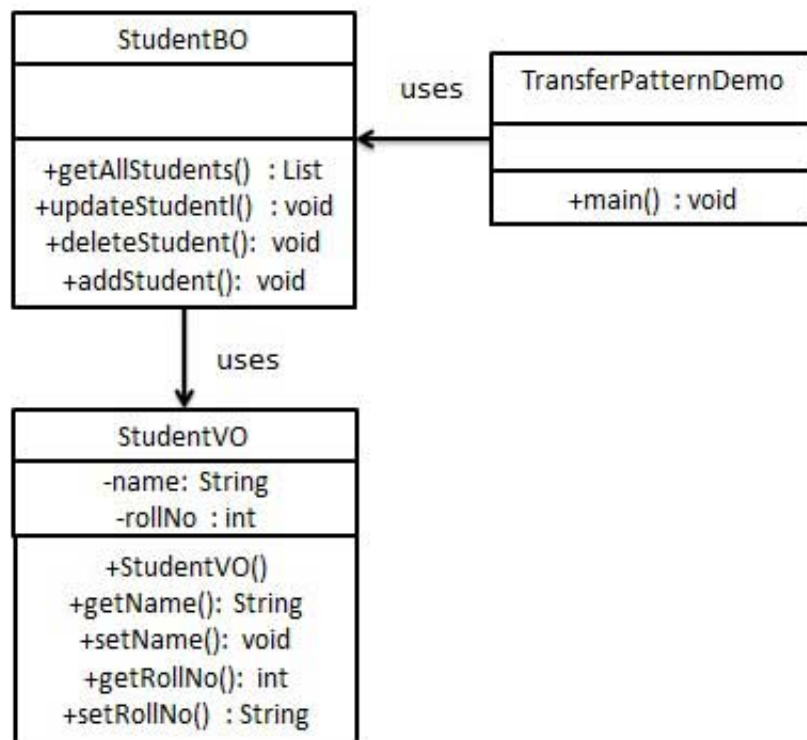 StudentBO
+getAllStudents() : List
+updateStudentl() : void
+deleteStudent(): void
+addStudent(): void
uses
TransferPatternDemo
+main() : void
uses
StudentVO
-name: String
-rollNo : int
+StudentVO()
+getName(): String
+setName(): void
+getRollNo(): int
+setRollNo() : String